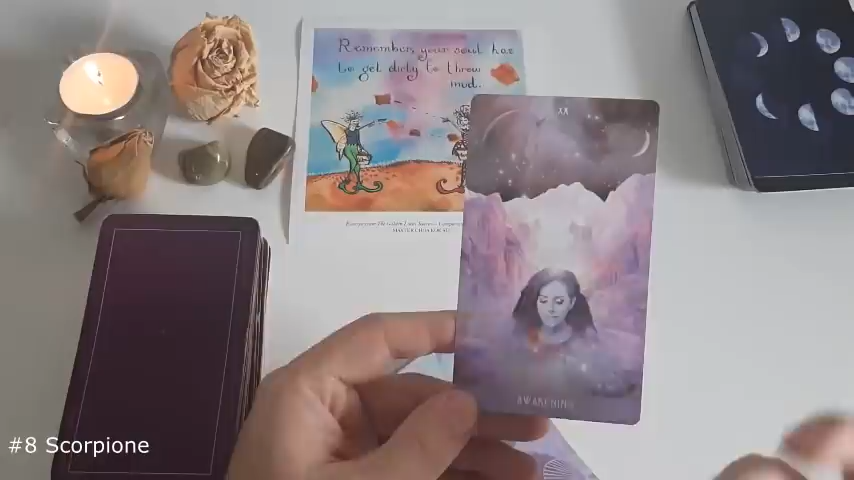 Remember, your soul has
to get dirty to throw
mud..
XX
AWAKENING
#8 Scorpione